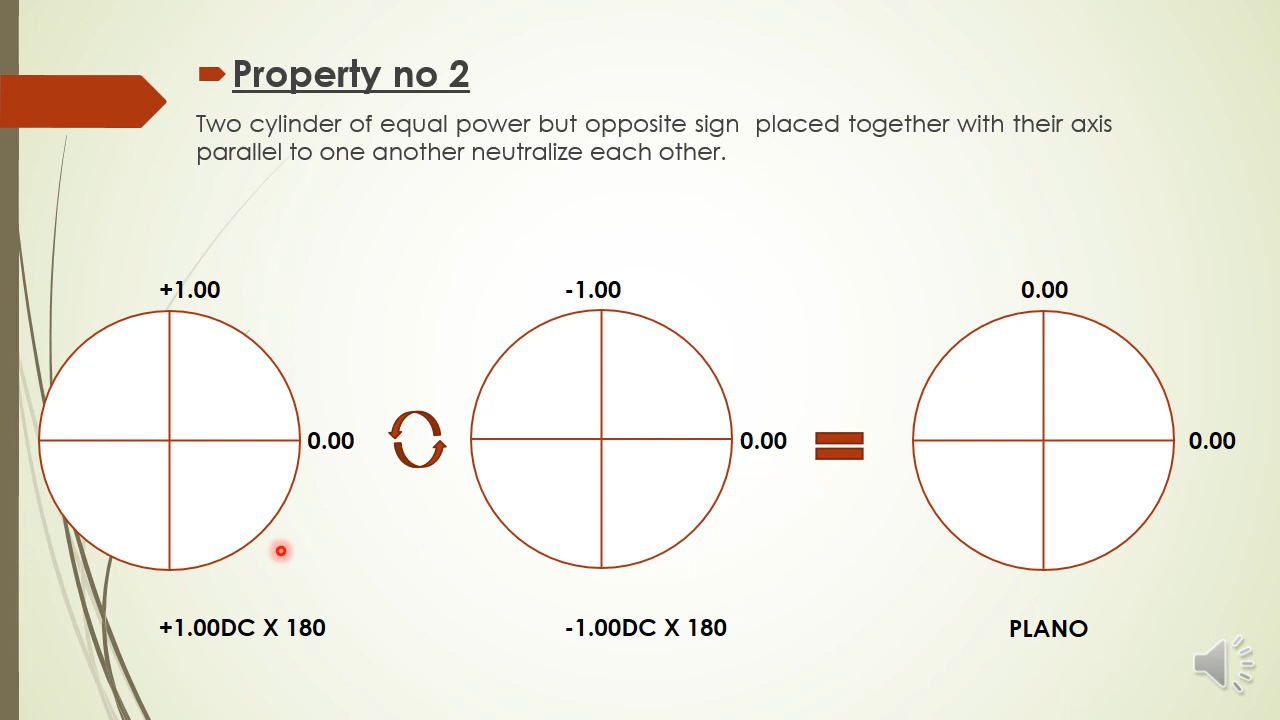 Property no 2
Two cylinder of equal power but opposite sign  placed together with their axis
parallel to one another neutralize each other.
+1.00
-1.00
0.00
0.00
0.00
0.00
+1.00DC X 180
-1.00DC X 180
PLANO